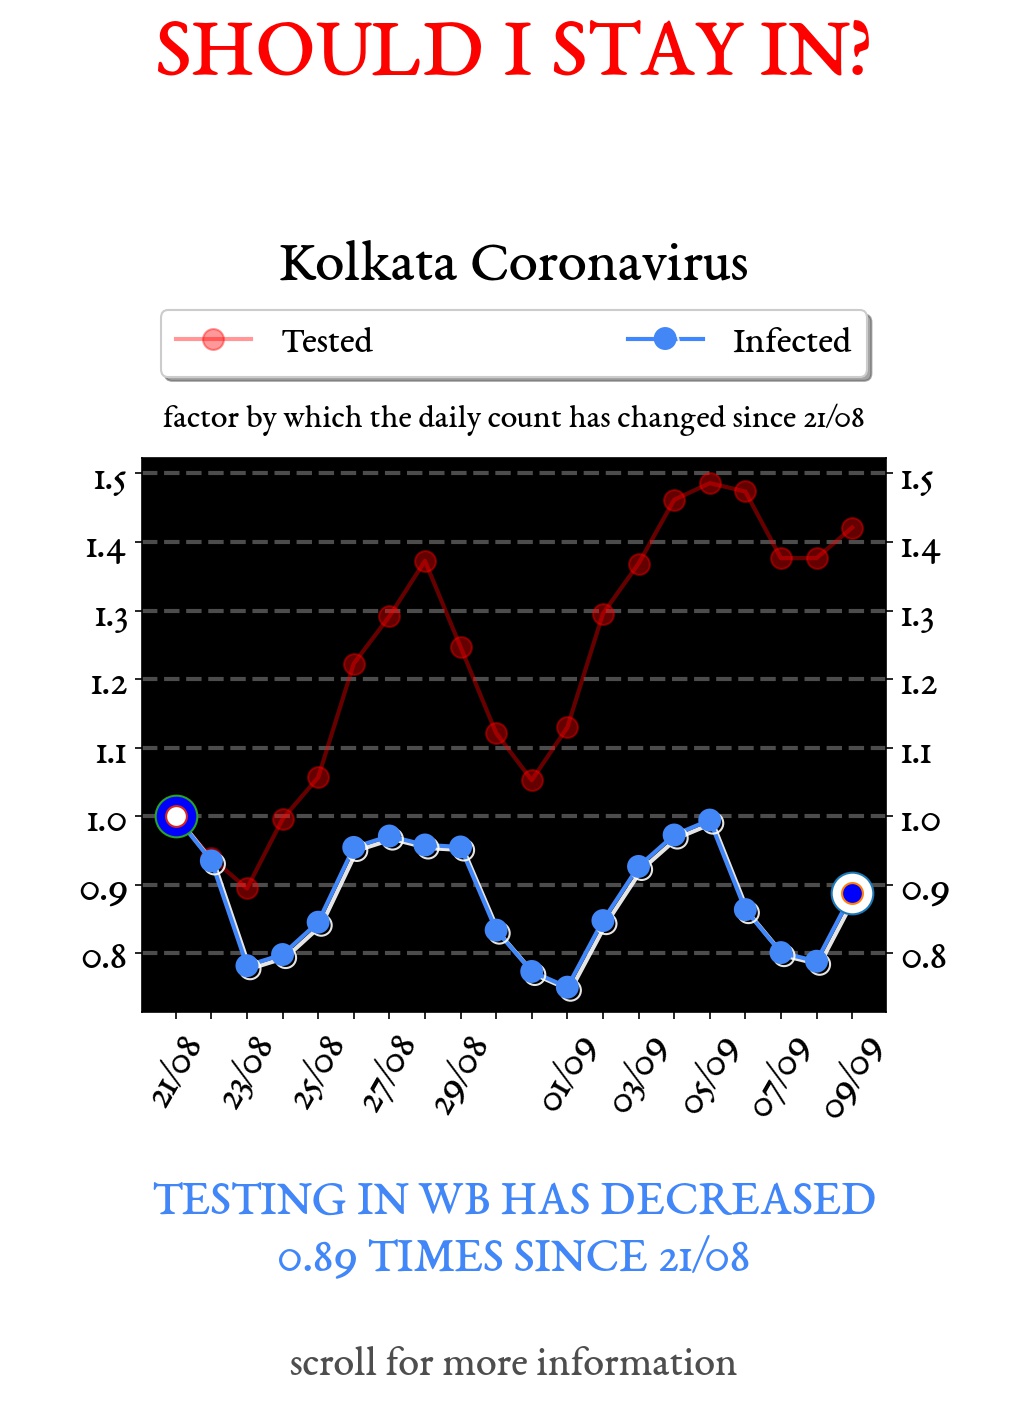 SHOULD I STAY IN?
Kolkata Coronavirus
Tested Infected
factor by which the daily count has changed since 21/08
1.5 1.5
1.4 1.4
1.3 1.3
1.2 1.2
1.1 1.1
1.0 1.0
0.9 0.9
0.8 0.8
21/08 23/08 25/08 27/08 29/08 01/09 03/09 05/09 07/09 09/09
TESTING IN WB HAS DECREASED
0.89 TIMES SINCE 21/08
scroll for more information